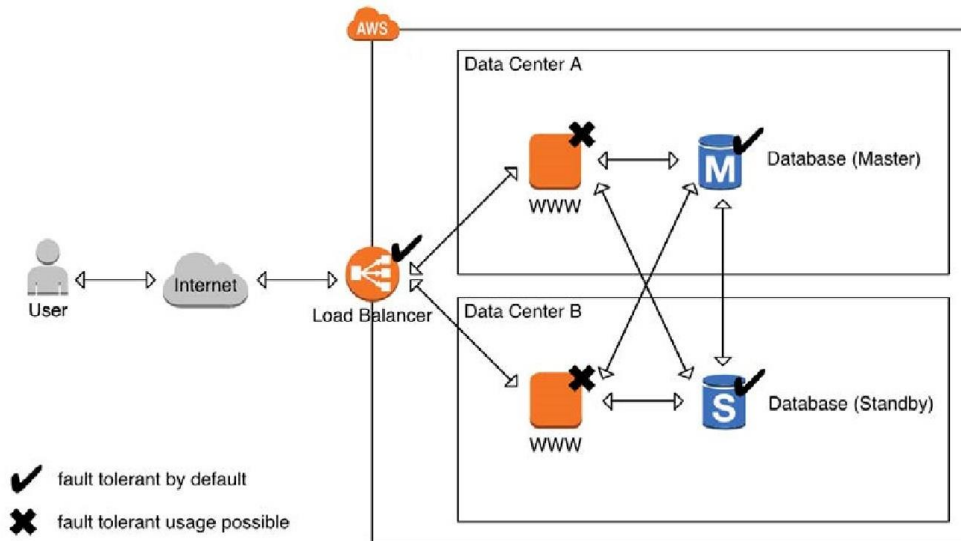 AWS
Data Center A
WWW
M
Database (Master)
User
Internet
Load Balancer
Data Center B
WWW
S
Database (Standby)
fault tolerant by default
fault tolerant usage possible